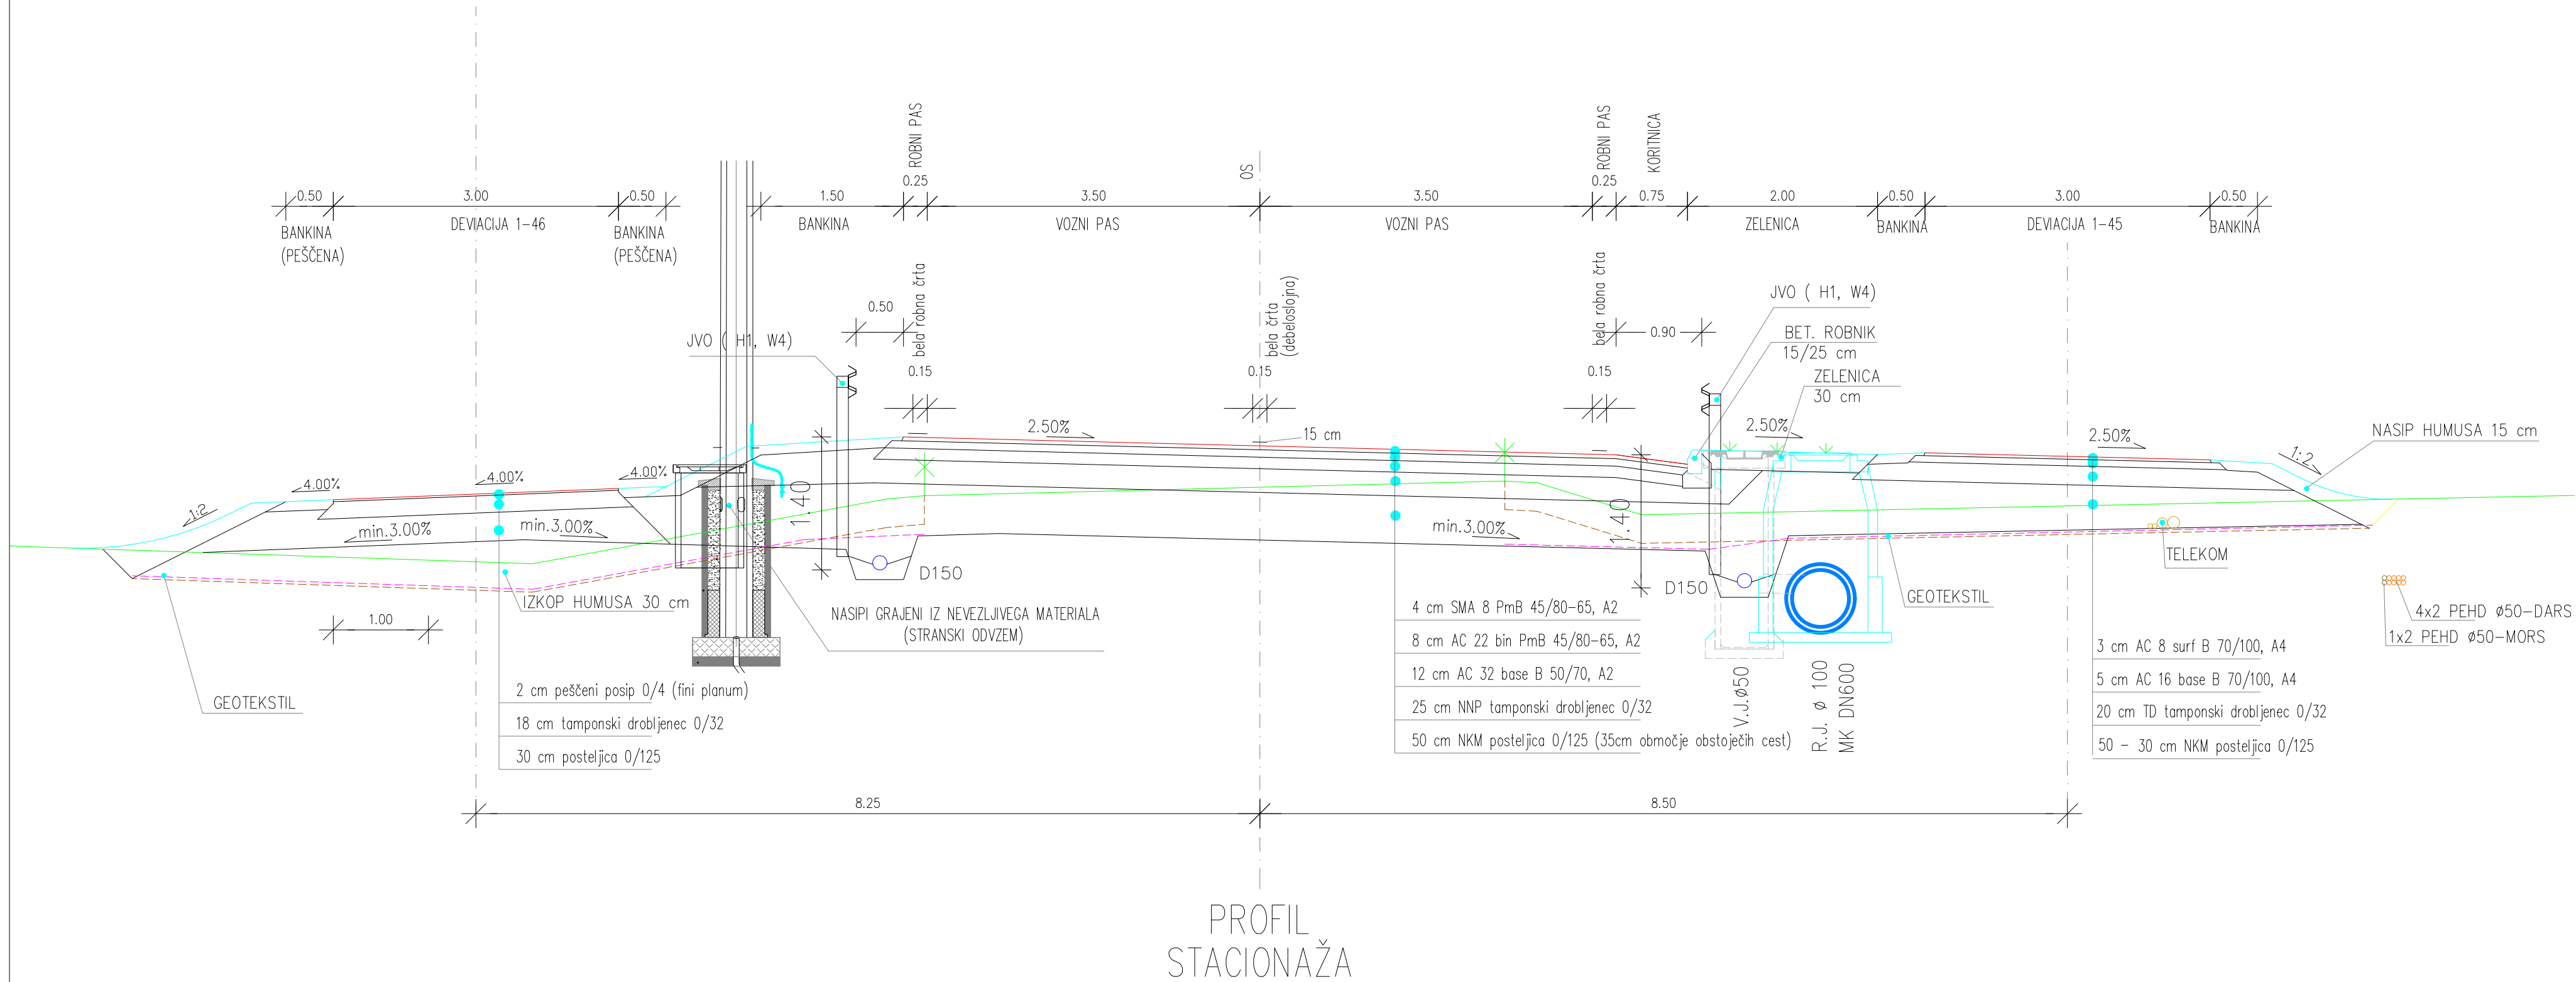 ROBNI PAS
OS
ROBNI PAS
KORITNICA
0.50
3.00
0.50
1.50
0.25
3.50
3.50
0.25
0.75
2.00
0.50
3.00
0.50
BANKINA
(PEŠČENA)
DEVIACIJA 1-46
BANKINA
(PEŠČENA)
BANKINA
VOZNI PAS
VOZNI PAS
ZELENICA
BANKINA
DEVIACIJA 1-45
BANKINA
bela robna črta
bela črta
(debeloslojna)
bela robna črta
0.50
0.90
JVO ( H1, W4)
JVO ( H1, W4)
BET. ROBNIK
15/25 cm
ZELENICA
30 cm
0.15
0.15
0.15
2.50%
15 cm
2.50%
2.50%
NASIP HUMUSA 15 cm
1:2
1:2
4.00%
4.00%
4.00%
min.3.00%
min.3.00%
min.3.00%
1.40
1.40
D150
D150
TELEKOM
GEOTEKSTIL
IZKOP HUMUSA 30 cm
1.00
NASIPI GRAJENI IZ NEVEZLJIVEGA MATERIALA
(STRANSKI ODVZEM)
GEOTEKSTIL
4x2 PEHD ø50-DARS
1x2 PEHD ø50-MORS
2 cm peščeni posip 0/4 (fini planum)
18 cm tamponski drobljenec 0/32
30 cm posteljica 0/125
4 cm SMA 8 PmB 45/80-65, A2
8 cm AC 22 bin PmB 45/80-65, A2
12 cm AC 32 base B 50/70, A2
25 cm NNP tamponski drobljenec 0/32
50 cm NKM posteljica 0/125 (35cm območje obstoječih cest)
V.J.ø50
R.J. ø 100
MK DN600
3 cm AC 8 surf B 70/100, A4
5 cm AC 16 base B 70/100, A4
20 cm TD tamponski drobljenec 0/32
50 - 30 cm NKM posteljica 0/125
8.25
8.50
PROFIL
STACIONAŽA